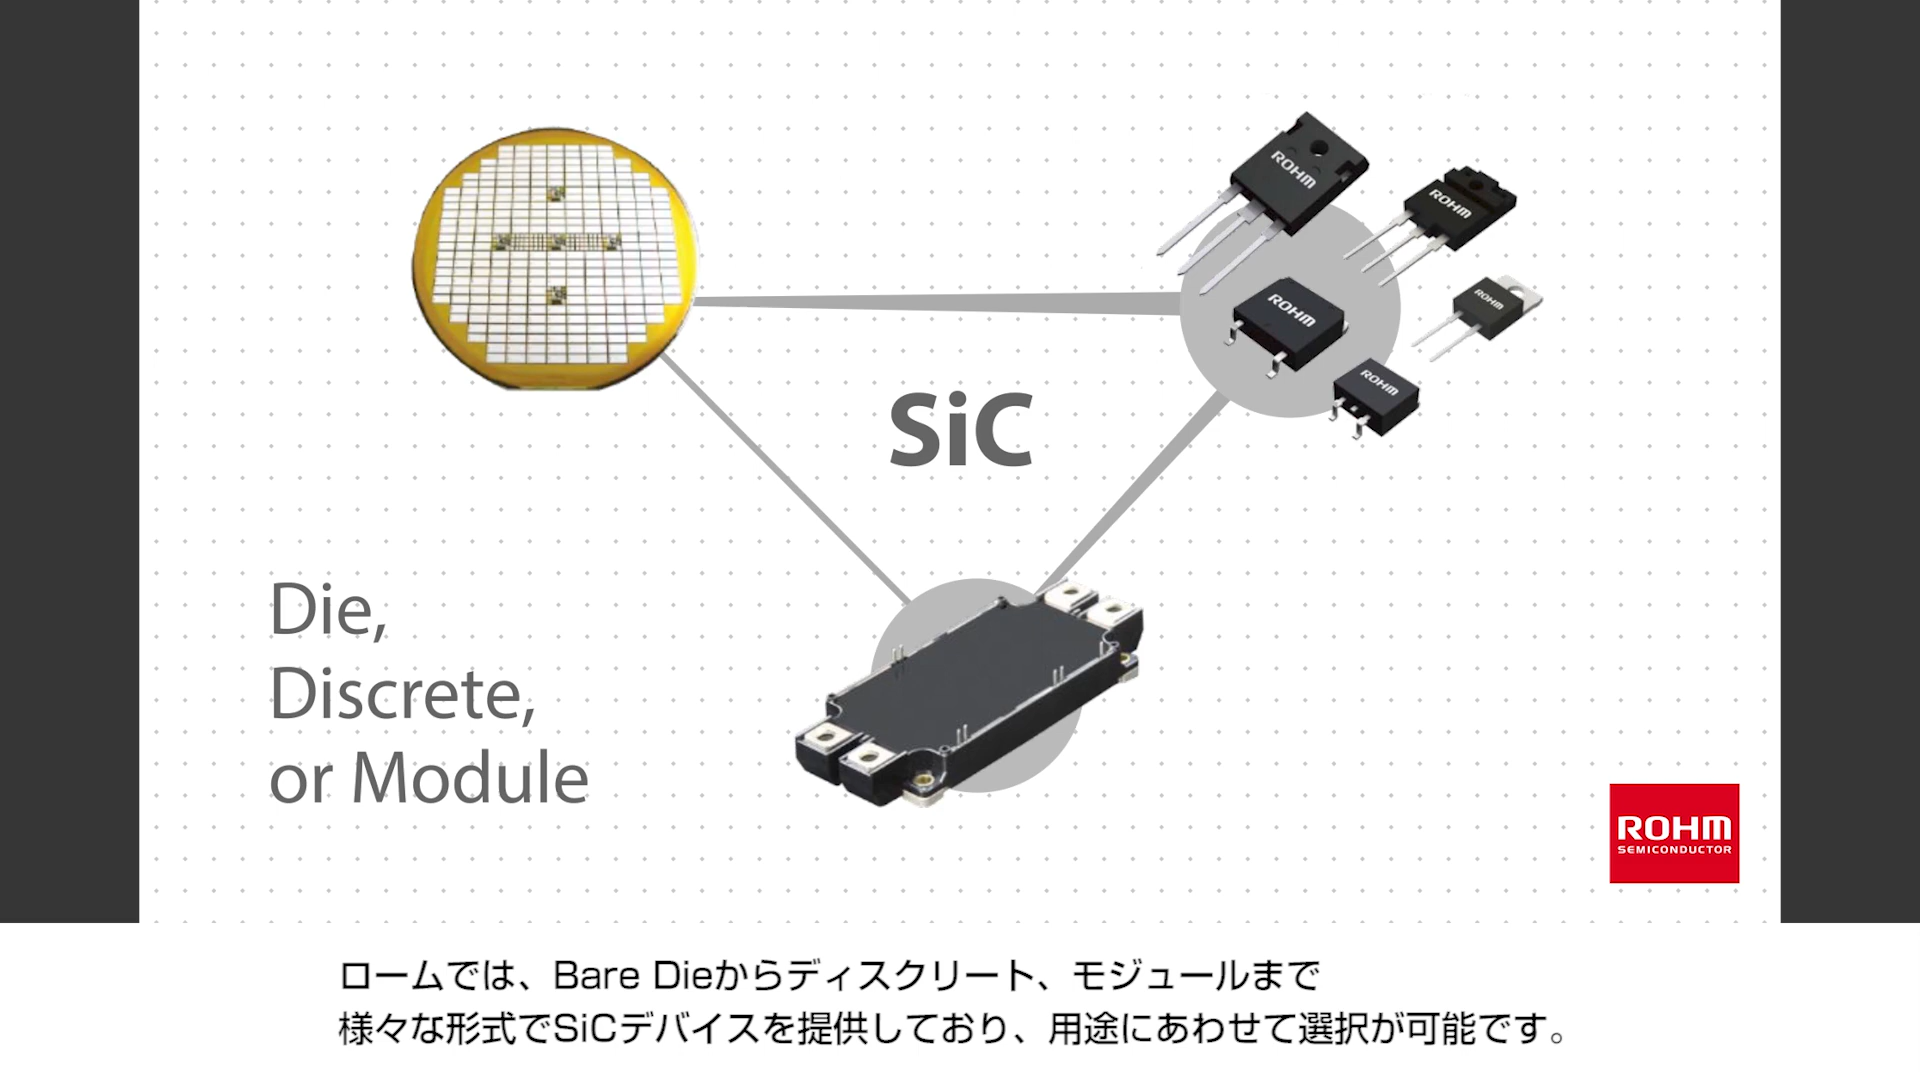 ROHM
ROHM
ROHM
ROHM
ROHM
SiC
Die,
Discrete,
or Module
ROHM
SEMICONDUCTOR
ロームでは、Bare Dieからディスクリート、モジュールまで
様々な形式でSiCデバイスを提供しており、用途にあわせて選択が可能です。